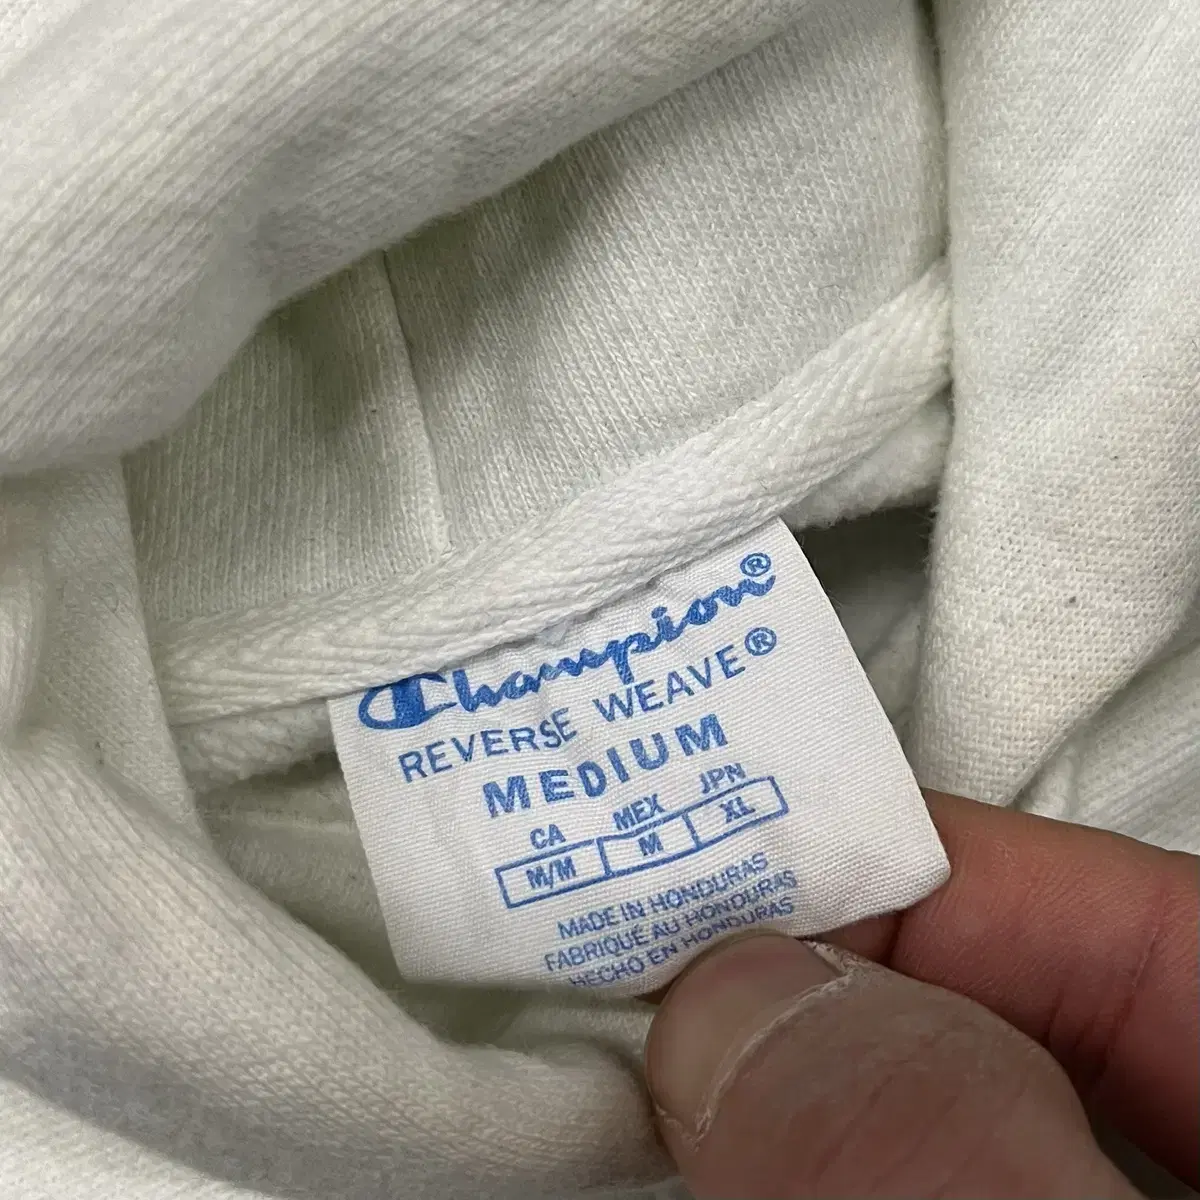 Champion®
REVERSE WEAVE®
MEDIUM
CA MEX JPN
M/M M XL
MADE IN HONDURAS
FABRIQUÉ AU HONDURAS
HECHO EN HONDURAS